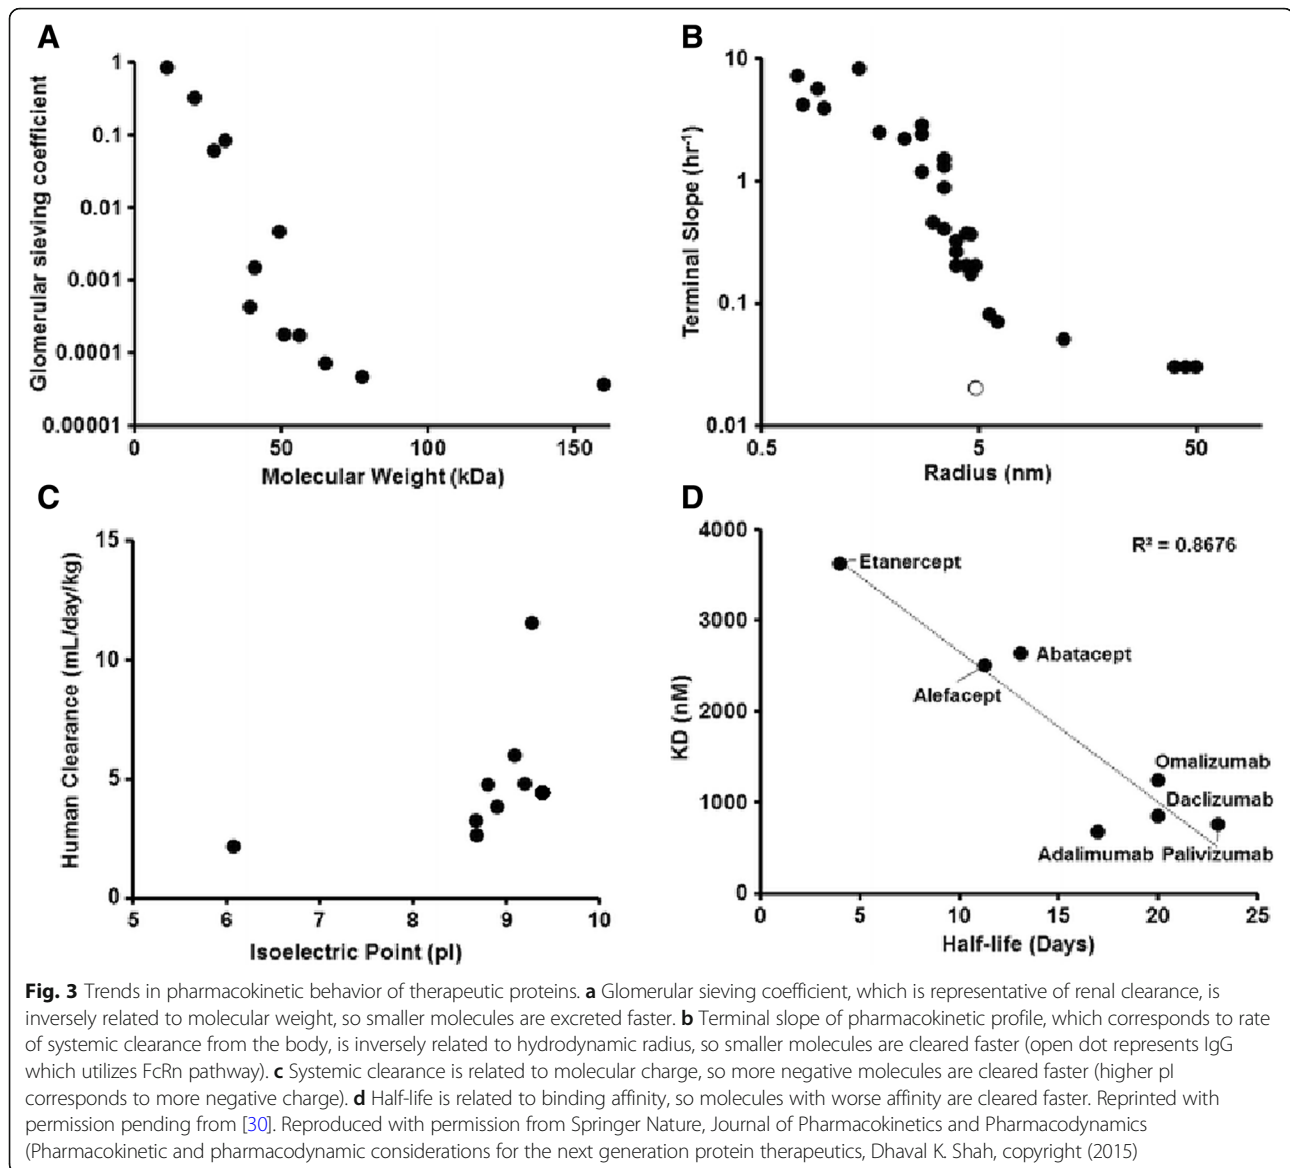 A
Glomerular sieving coefficient
1
0.1
0.01
0.001
0.0001
0.00001
0
50
100
150
Molecular Weight (kDa)
B
Terminal Slope (hr-1)
10
1
0.1
0.01
0.5
5
50
Radius (nm)
C
Human Clearance (mL/day/kg)
15
10
5
0
5
6
7
8
9
10
Isoelectric Point (pI)
D
KD (nM)
4000
3000
2000
1000
0
0
5
10
15
20
25
Half-life (Days)
R² = 0.8676
Etanercept
Abatacept
Alefacept
Omalizumab
Daclizumab
Adalimumab Palivizumab
Fig. 3 Trends in pharmacokinetic behavior of therapeutic proteins. a Glomerular sieving coefficient, which is representative of renal clearance, is
inversely related to molecular weight, so smaller molecules are excreted faster. b Terminal slope of pharmacokinetic profile, which corresponds to rate
of systemic clearance from the body, is inversely related to hydrodynamic radius, so smaller molecules are cleared faster (open dot represents IgG
which utilizes FcRn pathway). c Systemic clearance is related to molecular charge, so more negative molecules are cleared faster (higher pI
corresponds to more negative charge). d Half-life is related to binding affinity, so molecules with worse affinity are cleared faster. Reprinted with
permission pending from [30]. Reproduced with permission from Springer Nature, Journal of Pharmacokinetics and Pharmacodynamics
(Pharmacokinetic and pharmacodynamic considerations for the next generation protein therapeutics, Dhaval K. Shah, copyright (2015)